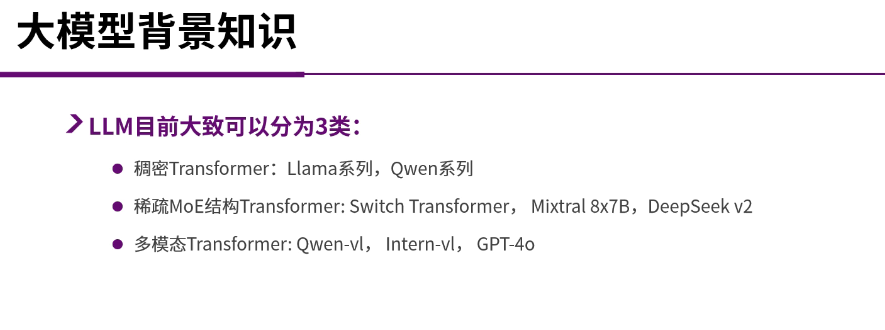 大模型背景知识
LLM目前大致可以分为3类：
稠密Transformer：Llama系列，Qwen系列
稀疏MoE结构Transformer: Switch Transformer， Mixtral 8x7B，DeepSeek v2
多模态Transformer: Qwen-vl， Intern-vl， GPT-4o